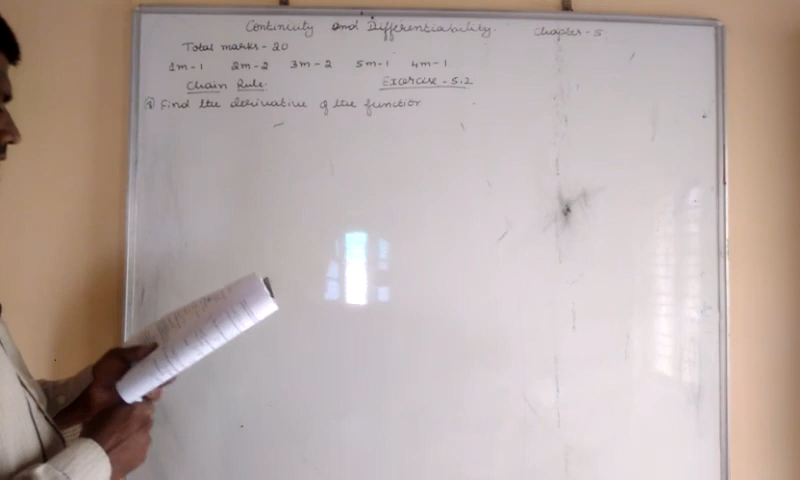 Continuity and Differentiability. Chapter - 5
Total marks - 20
1m - 1 2m - 2 3m - 2 5m - 1 4m - 1
Chain Rule. Exercise - 5.2
Find the derivative of the function